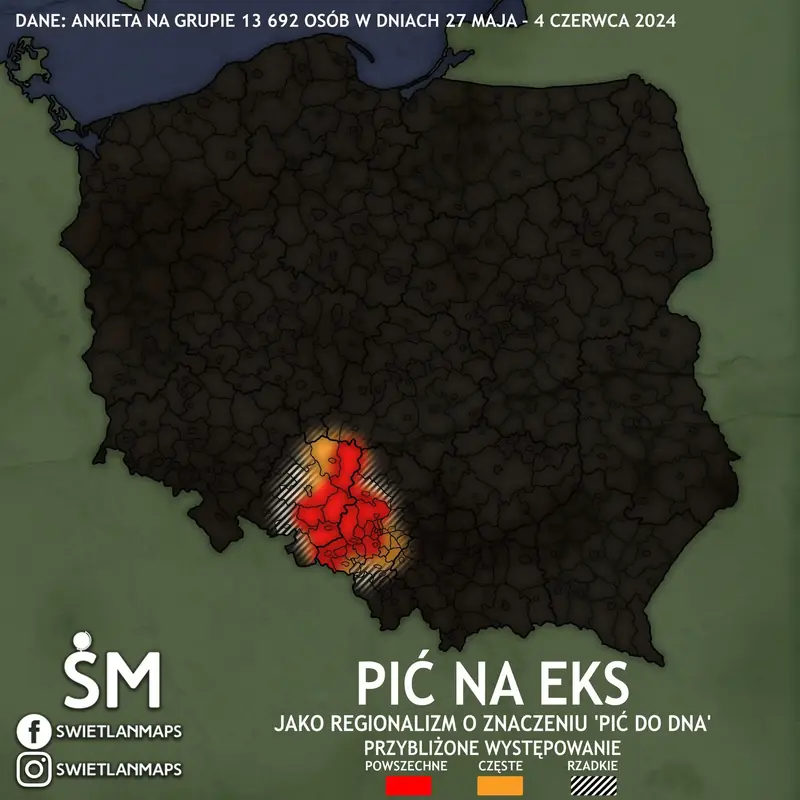 DANE: ANKIETA NA GRUPIE 13 692 OSÓB W DNIACH 27 MAJA - 4 CZERWCA 2024
ŚM
SWIETLANMAPS
SWIETLANMAPS
PIĆ NA EKS
JAKO REGIONALIZM O ZNACZENIU 'PIĆ DO DNA'
PRZYBLIŻONE WYSTĘPOWANIE
POWSZECHNE CZĘSTE RZADKIE